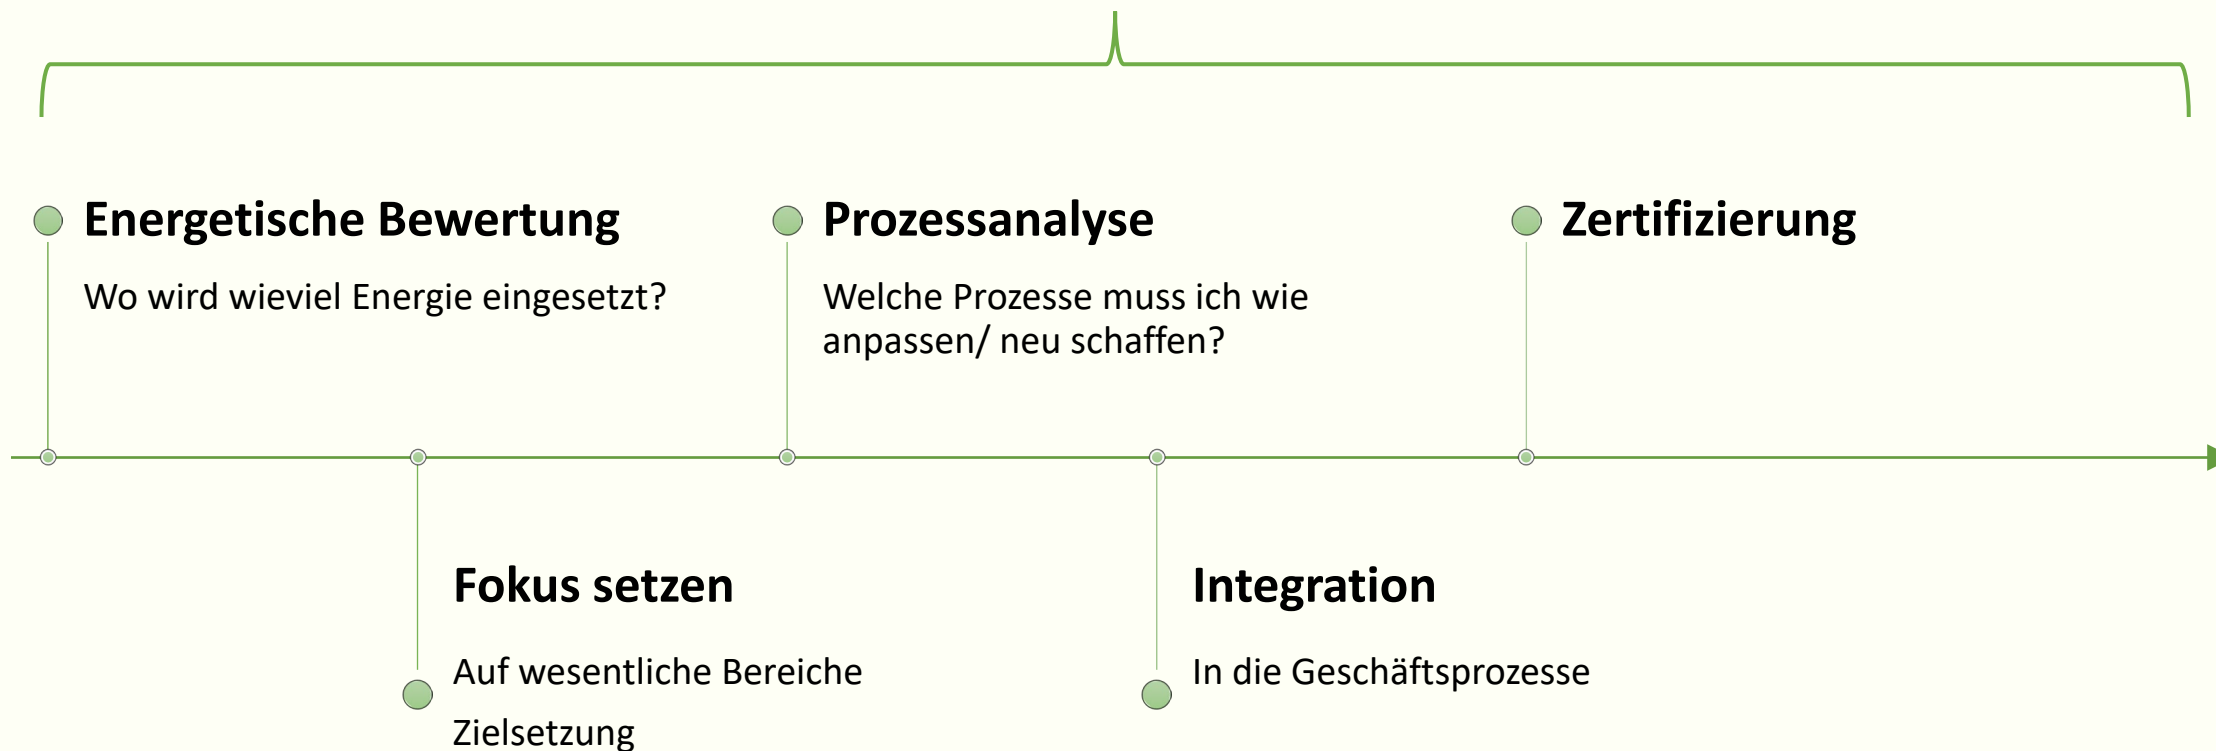 Energetische Bewertung
Wo wird wieviel Energie eingesetzt?
Fokus setzen
Auf wesentliche Bereiche
Zielsetzung
Prozessanalyse
Welche Prozesse muss ich wie
anpassen/ neu schaffen?
Integration
In die Geschäftsprozesse
Zertifizierung